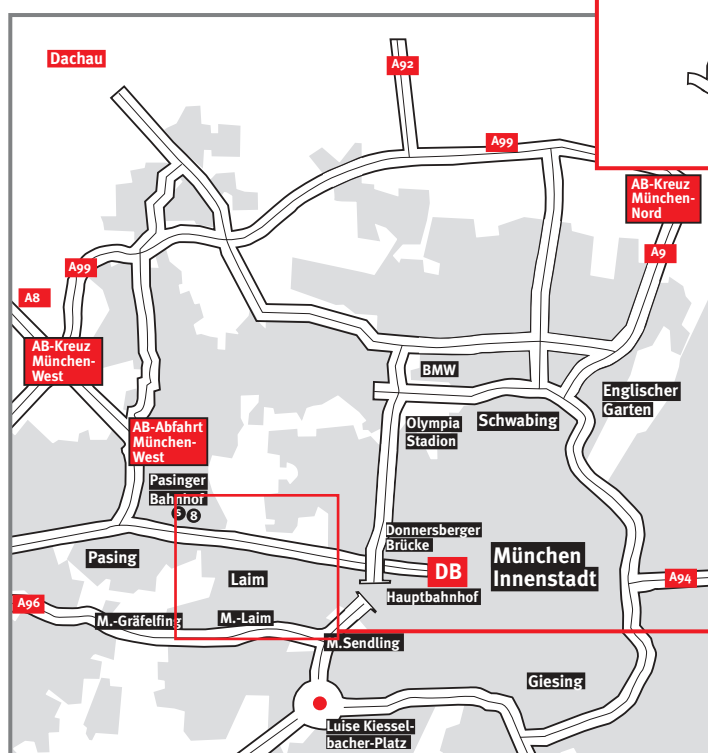 Dachau
A92
A99
AB-Kreuz
München-
Nord
A9
A99
A8
AB-Kreuz
München-
West
BMW
Englischer
Garten
AB-Abfahrt
München-
West
Olympia
Stadion
Schwabing
Pasinger
Bahnhof
S 8
Donnersberger
Brücke
Pasing
München
Innenstadt
DB
Laim
A94
Hauptbahnhof
A96
M.-Gräfelfing
M.-Laim
M.Sendling
Giesing
Luise Kiessel-
bacher-Platz